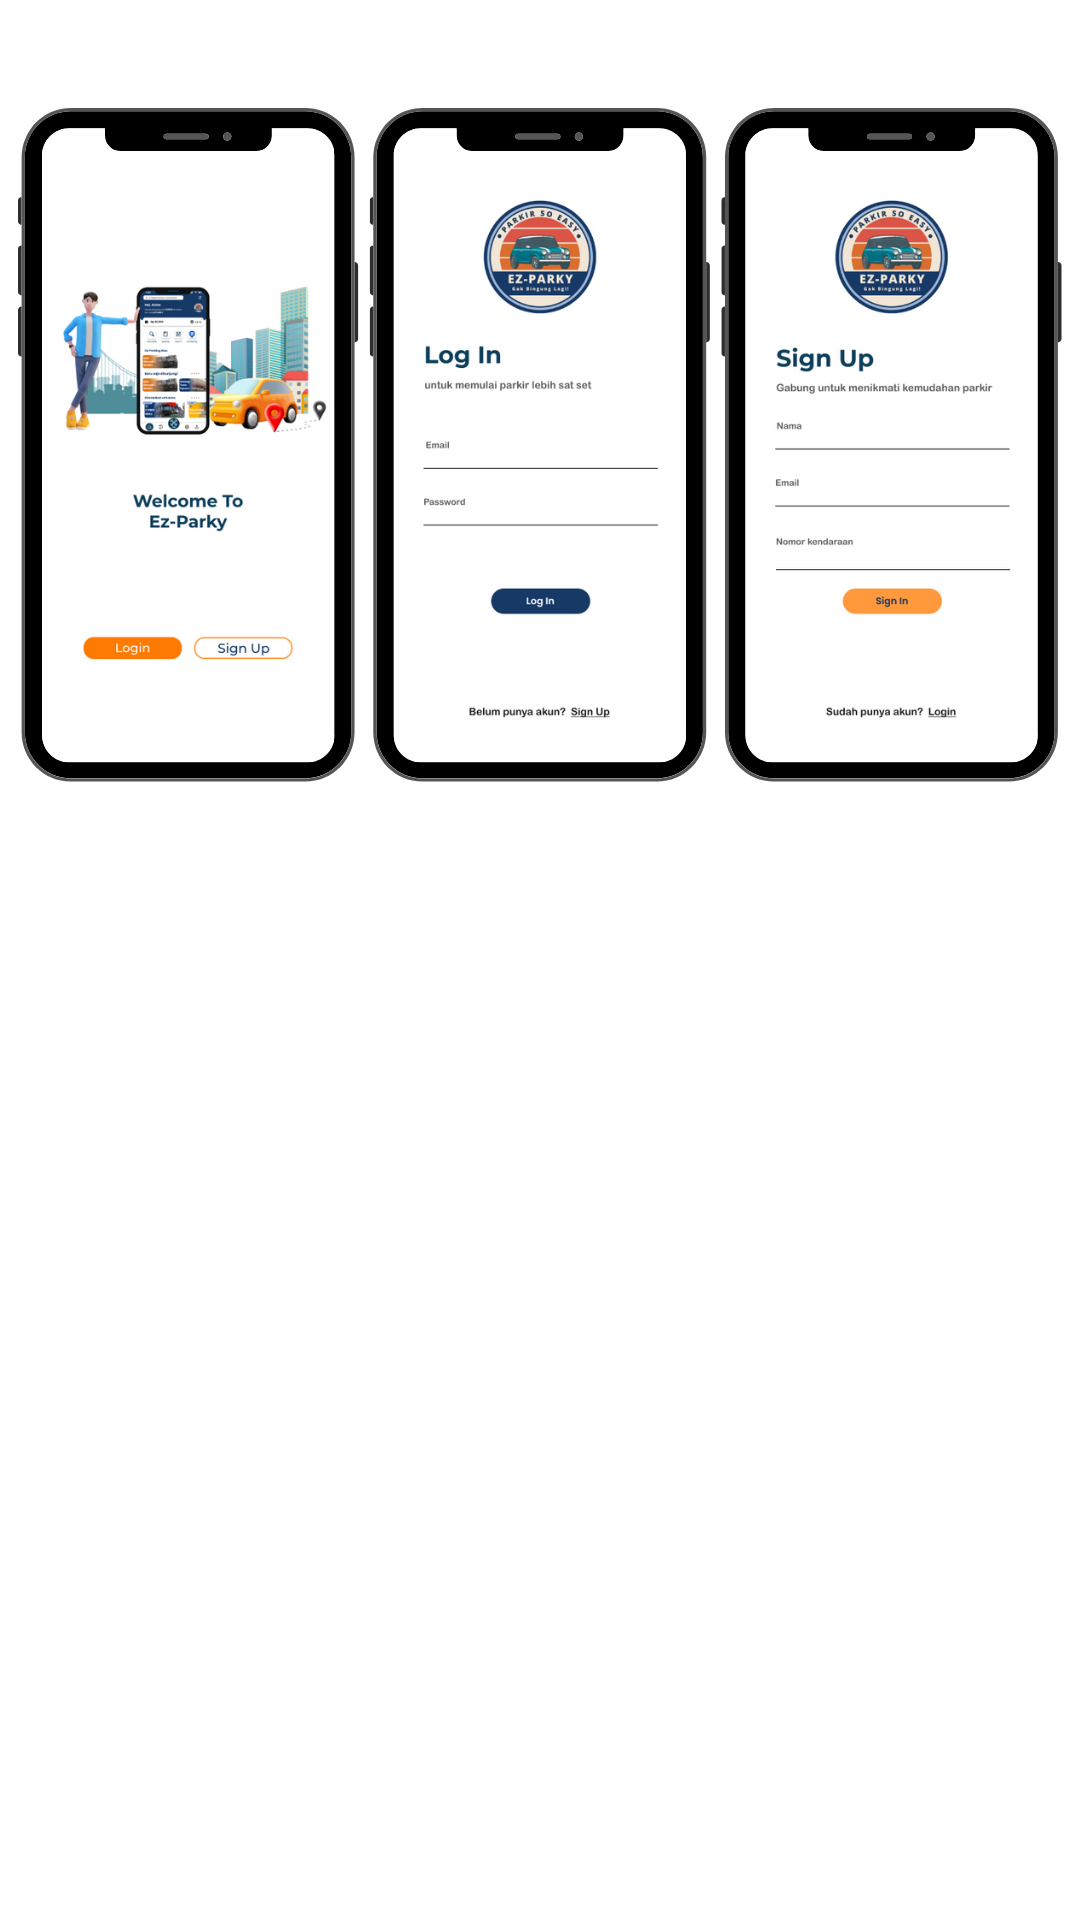 Welcome To
Ez-Parky
Login
Sign Up
PARKIR SO EASY
EZ-PARKY
Gak Bingung Lagi!
Log In
untuk memulai parkir lebih sat set
Email
Password
Log In
Belum punya akun? Sign Up
PARKIR SO EASY
EZ-PARKY
Gak Bingung Lagi!
Sign Up
Gabung untuk menikmati kemudahan parkir
Nama
Email
Nomor kendaraan
Sign In
Sudah punya akun? Login